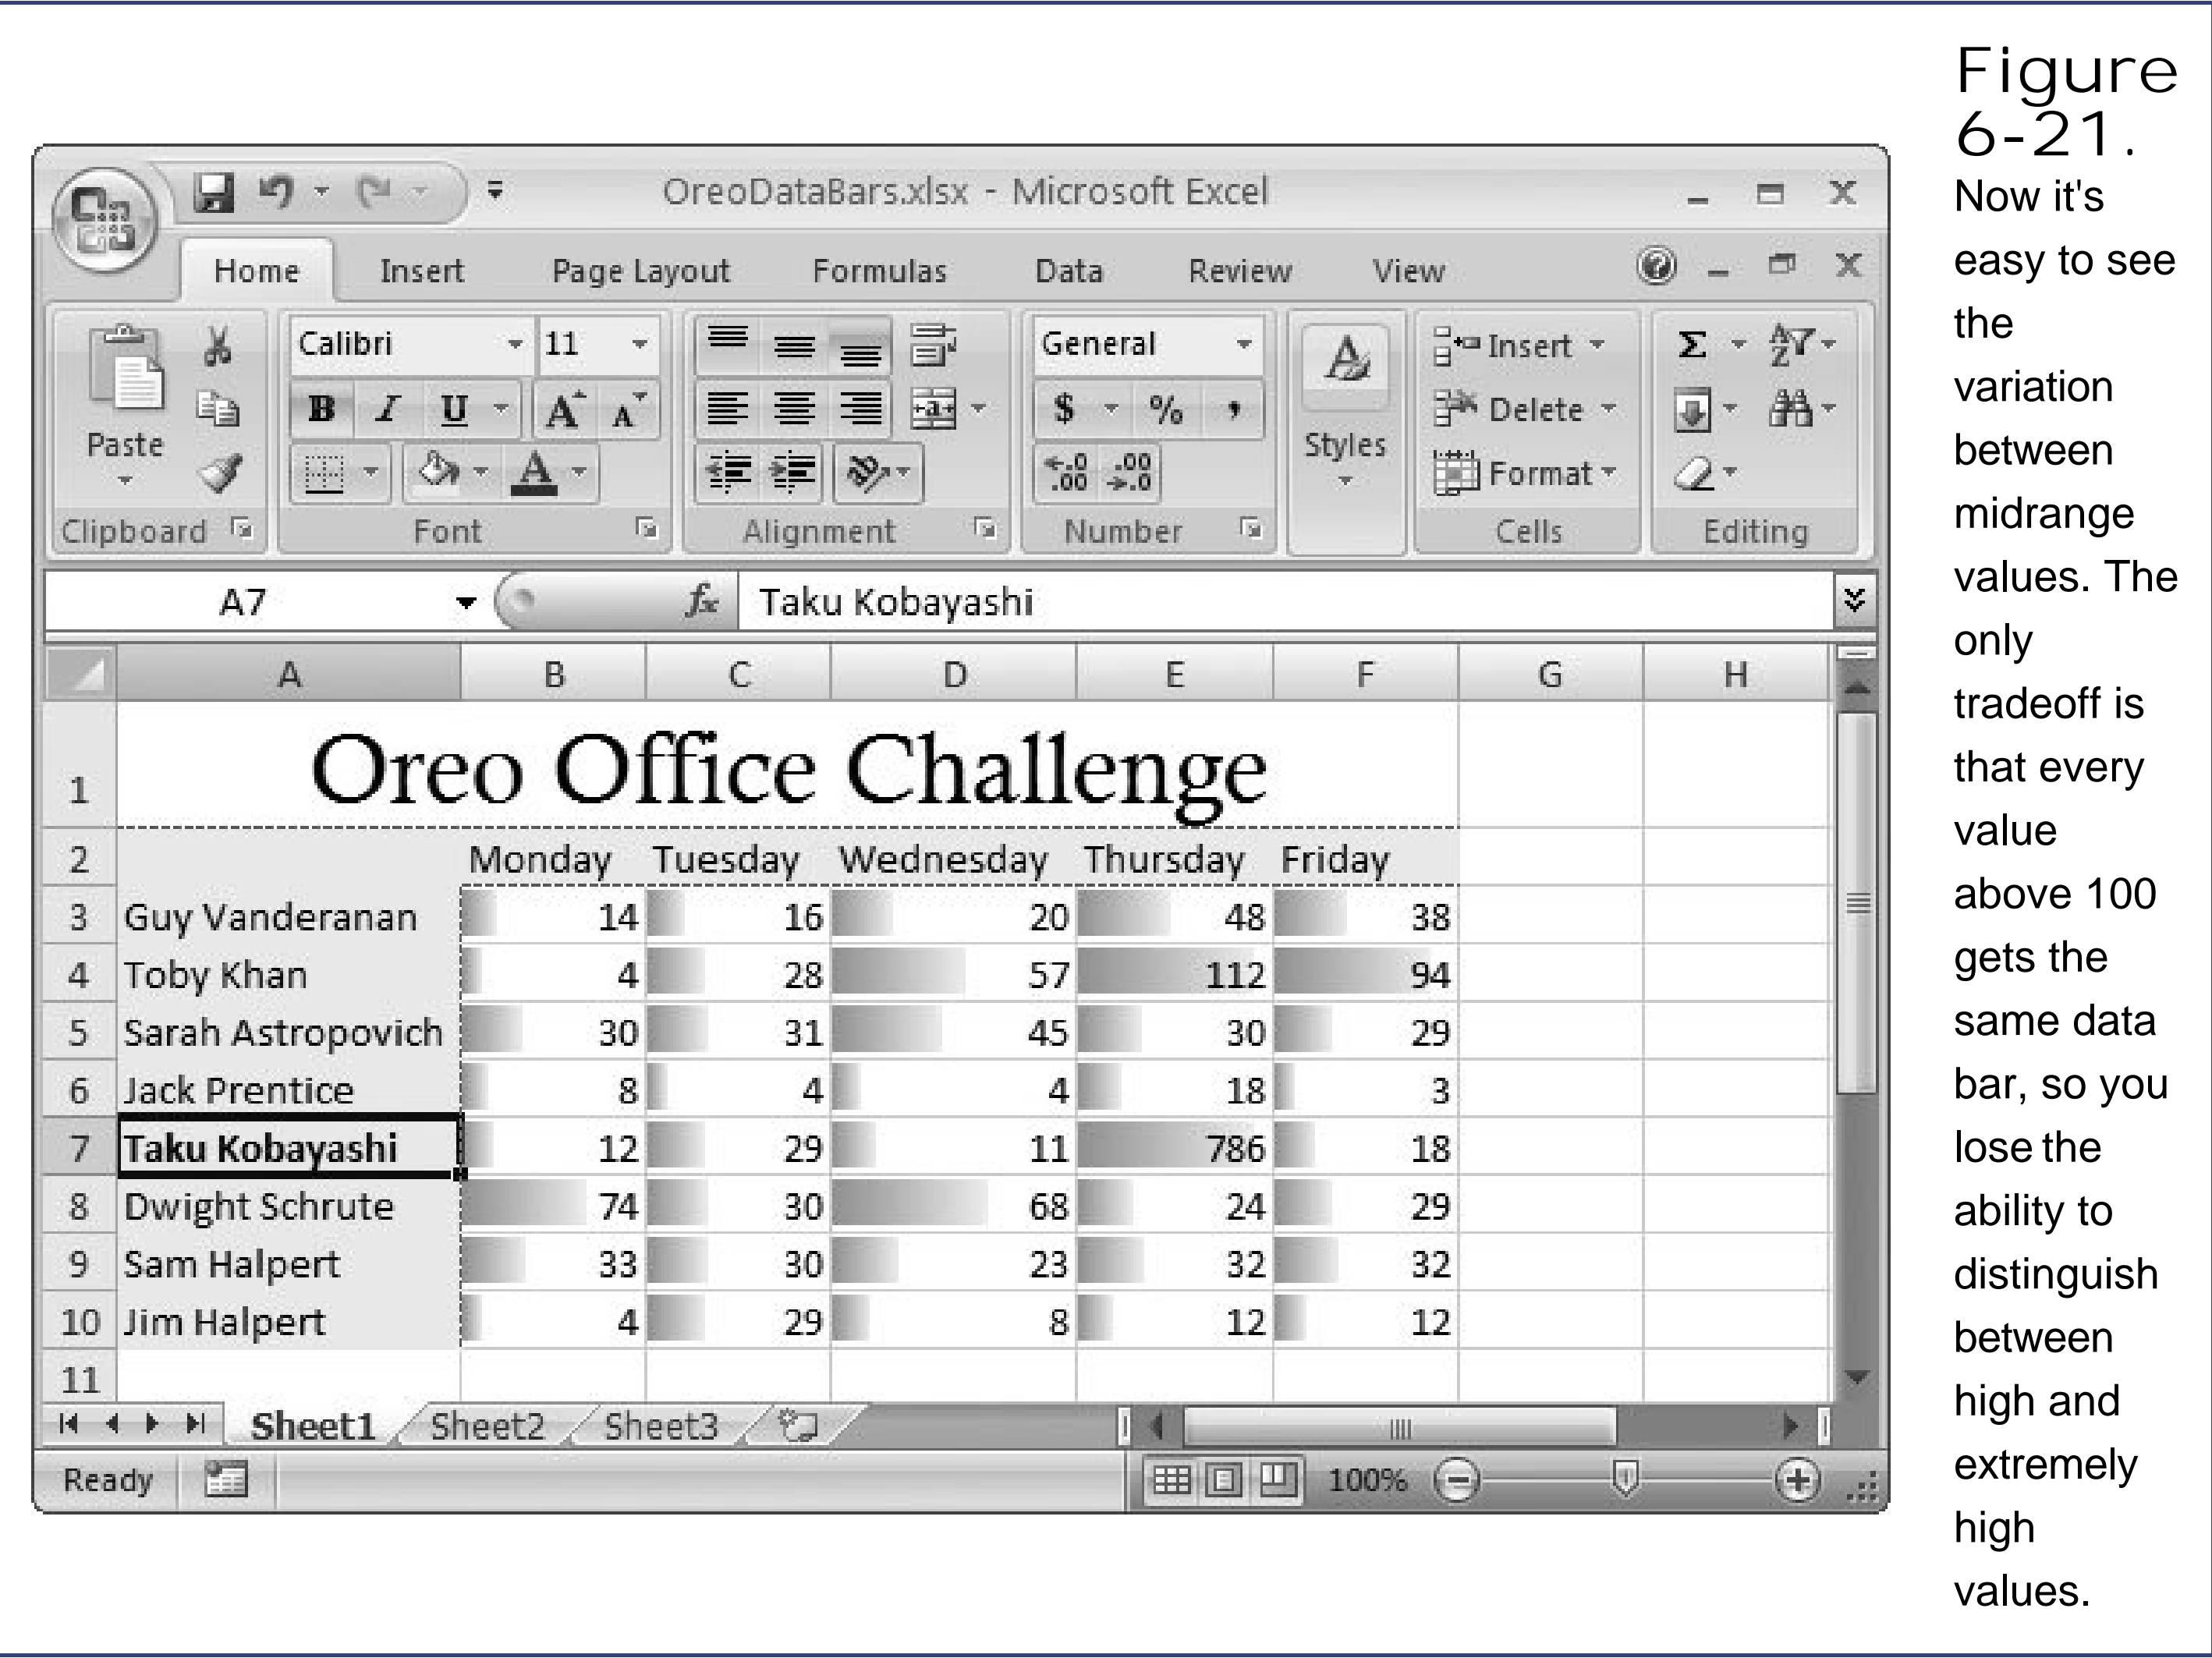 OreoDataBars.xlsx - Microsoft Excel
Home Insert Page Layout Formulas Data Review View
Calibri 11 General Insert Σ
B I U A A $ % , Delete
Paste Styles Format
Clipboard Font Alignment Number Cells Editing
A7 fx Taku Kobayashi
A B C D E F G H
1 Oreo Office Challenge
2 Monday Tuesday Wednesday Thursday Friday
3 Guy Vanderanan 14 16 20 48 38
4 Toby Khan 4 28 57 112 94
5 Sarah Astropovich 30 31 45 30 29
6 Jack Prentice 8 4 4 18 3
7 Taku Kobayashi 12 29 11 786 18
8 Dwight Schrute 74 30 68 24 29
9 Sam Halpert 33 30 23 32 32
10 Jim Halpert 4 29 8 12 12
11
Sheet1 Sheet2 Sheet3
Ready 100%
Figure
6-21.
Now it's
easy to see
the
variation
between
midrange
values. The
only
tradeoff is
that every
value
above 100
gets the
same data
bar, so you
lose the
ability to
distinguish
between
high and
extremely
high
values.